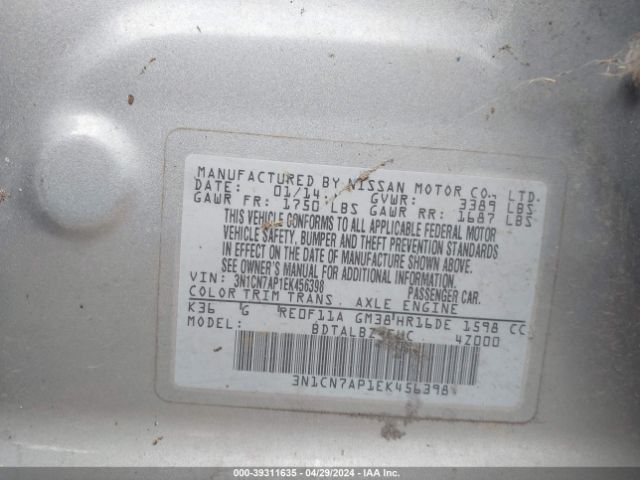 MANUFACTURED BY NISSAN MOTOR CO., LTD.
DATE: 01/14 GVWR: 3389 LBS
GAWR FR: 1750 LBS GAWR RR: 1687 LBS
THIS VEHICLE CONFORMS TO ALL APPLICABLE FEDERAL MOTOR
VEHICLE SAFETY, BUMPER AND THEFT PREVENTION STANDARDS
IN EFFECT ON THE DATE OF MANUFACTURE SHOWN ABOVE.
SEE OWNER'S MANUAL FOR ADDITIONAL INFORMATION.
VIN: 3N1CN7AP1EK456398 PASSENGER CAR.
COLOR TRIM TRANS. AXLE ENGINE
K36 G RE0F11A GM38 HR16DE 1598 CC
MODEL: 4Z000
3N1CN7AP1EK456398
000-39311635 - 04/29/2024 - IAA Inc.